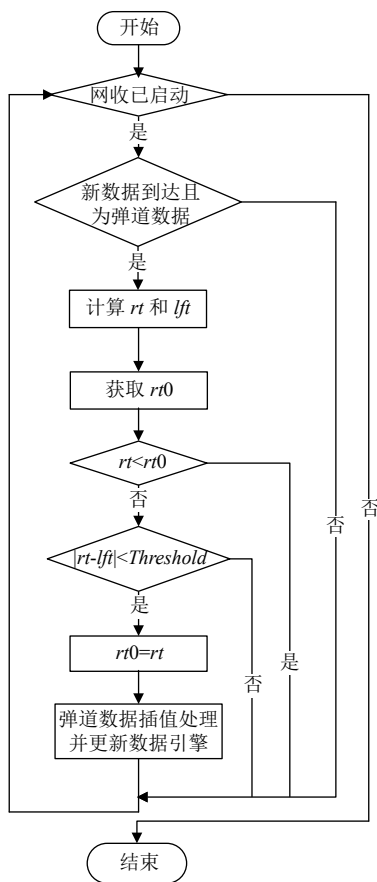 开始
网收已启动
是
新数据到达且
为弹道数据
是
计算 rt 和 lft
获取 rt0
rt<rt0
否
|rt-lft|<Threshold
是
rt0=rt
弹道数据插值处理
并更新数据引擎
否
是
否
否
结束